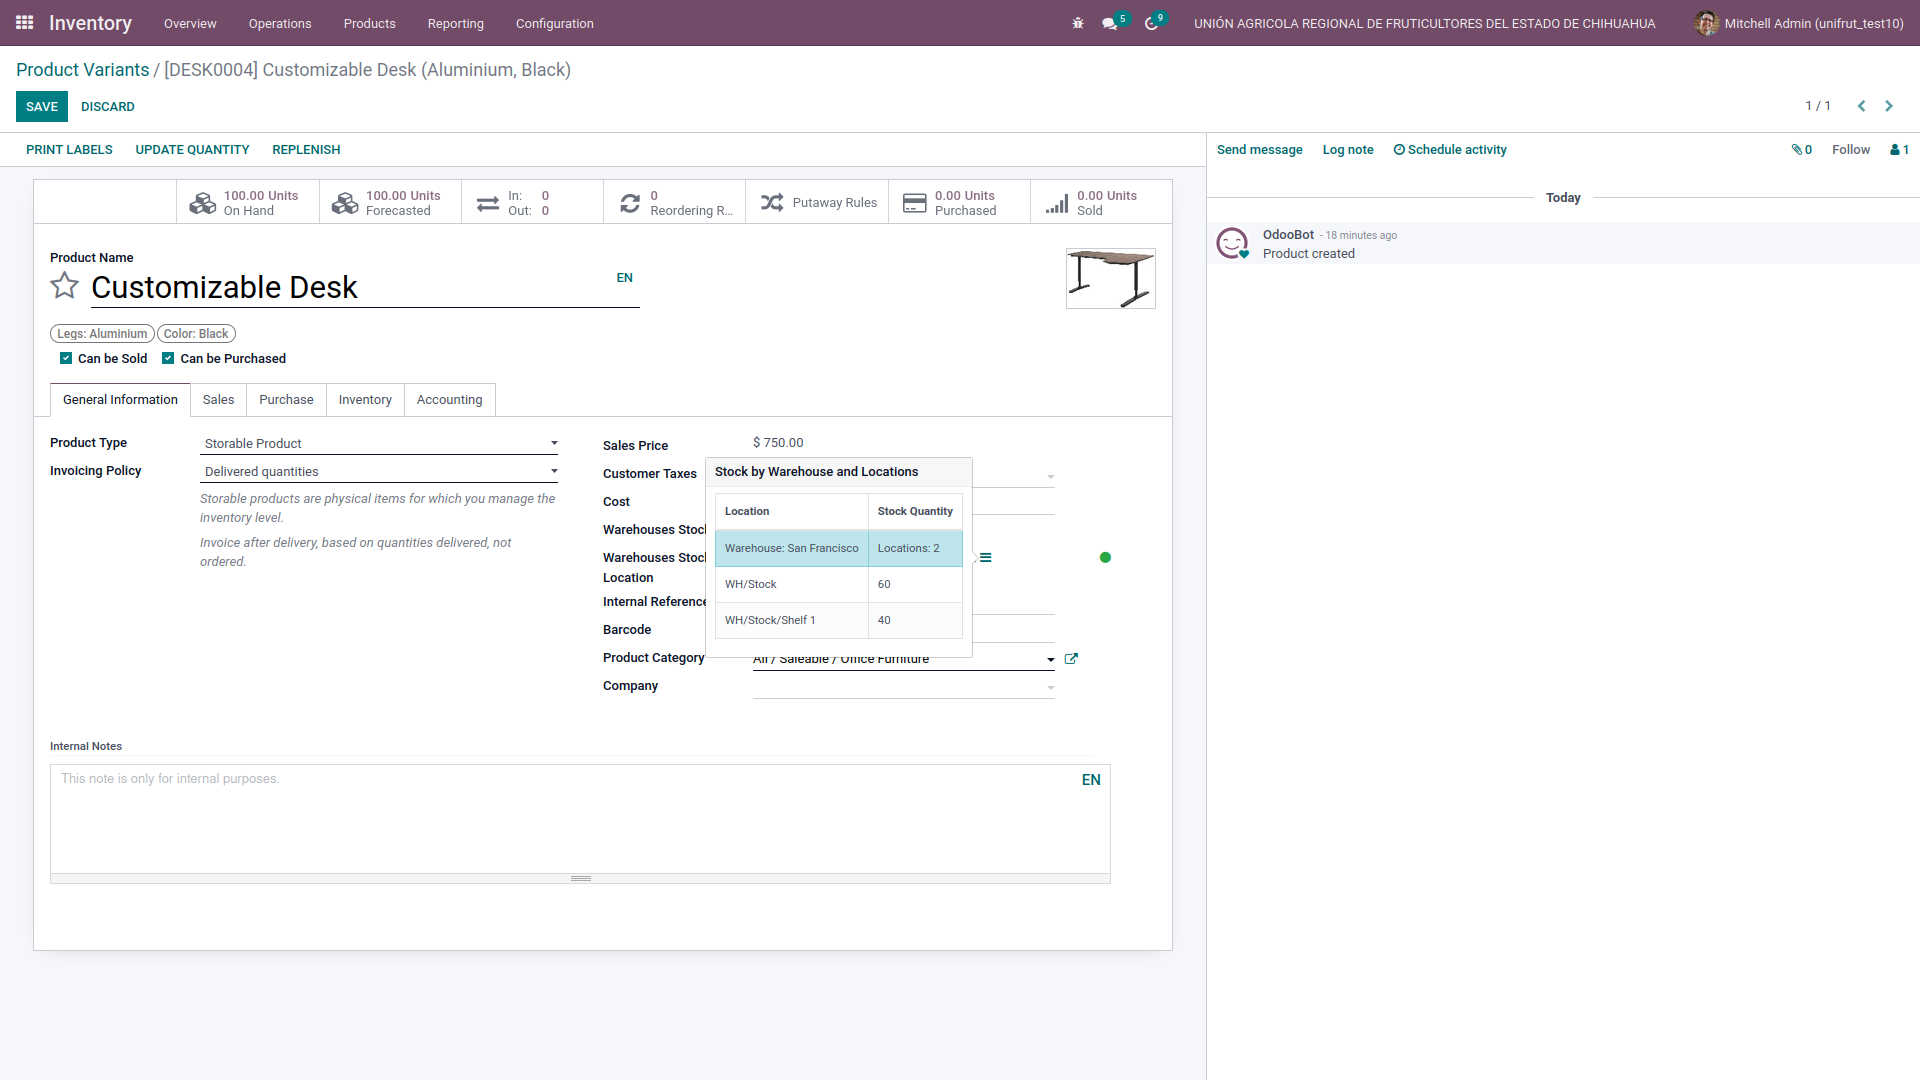 Inventory Overview Operations Products Reporting Configuration 5 9 UNIÓN AGRICOLA REGIONAL DE FRUTICULTORES DEL ESTADO DE CHIHUAHUA Mitchell Admin (unifrut_test10)
Product Variants / [DESK0004] Customizable Desk (Aluminium, Black)
SAVE DISCARD 1 / 1
PRINT LABELS UPDATE QUANTITY REPLENISH
Send message Log note Schedule activity 0 Follow 1
100.00 Units
On Hand
100.00 Units
Forecasted
In: 0
Out: 0
0
Reordering R...
Putaway Rules
0.00 Units
Purchased
0.00 Units
Sold
Today
OdooBot - 18 minutes ago
Product created
Product Name
Customizable Desk EN
Legs: Aluminium Color: Black
Can be Sold Can be Purchased
General Information Sales Purchase Inventory Accounting
Product Type Storable Product
Invoicing Policy Delivered quantities
Storable products are physical items for which you manage the
inventory level.
Invoice after delivery, based on quantities delivered, not
ordered.
Sales Price $ 750.00
Customer Taxes
Cost
Warehouses Stock
Warehouses Stock
Location
Internal Reference
Barcode
Product Category All / Saleable / Office Furniture
Company
Stock by Warehouse and Locations
Location Stock Quantity
Warehouse: San Francisco Locations: 2
WH/Stock 60
WH/Stock/Shelf 1 40
Internal Notes
This note is only for internal purposes. EN